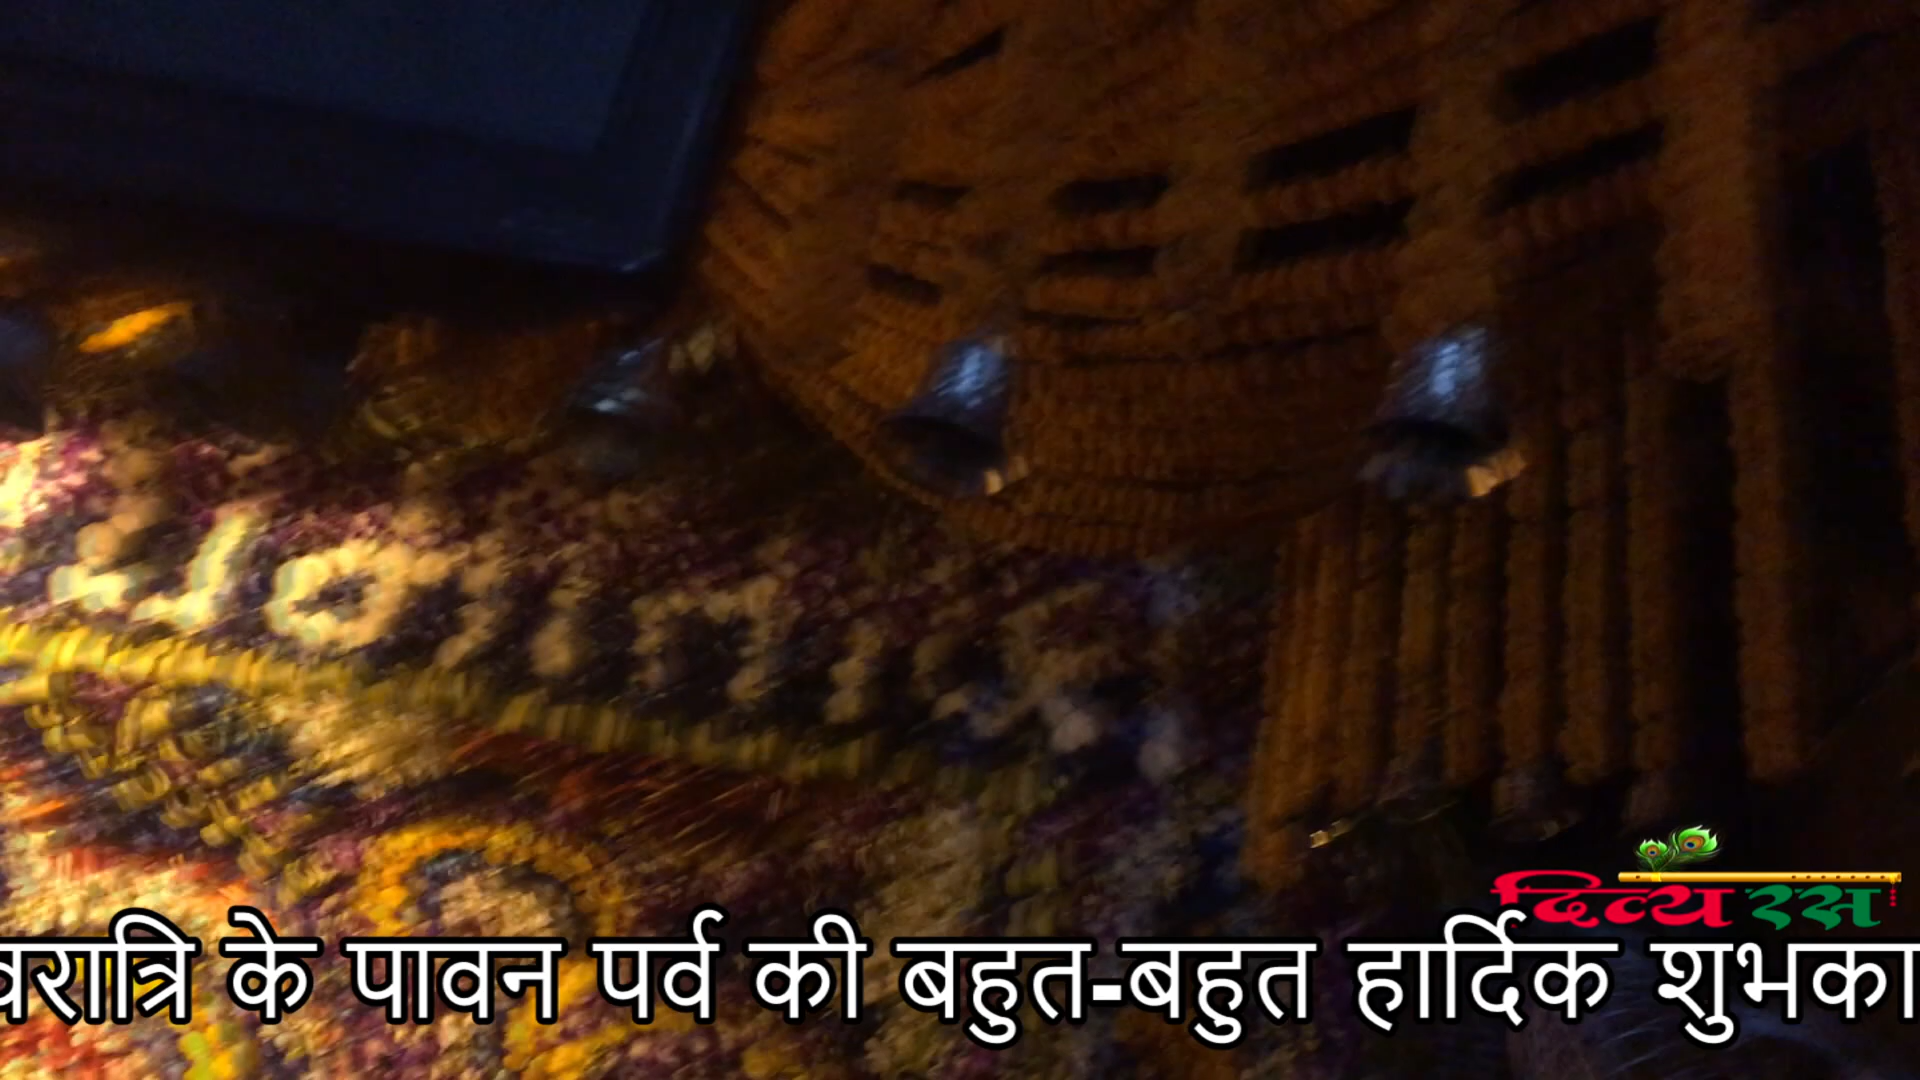 दिव्य रस
वरात्रि के पावन पर्व की बहुत-बहुत हार्दिक शुभका